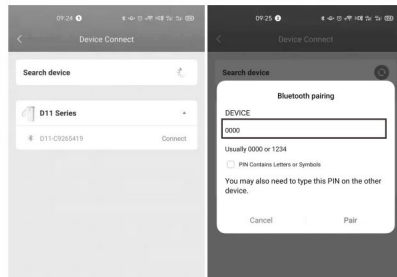 09:24
Device Connect
Search device
D11 Series
D11-C9265419
Connect
09:25
Device Connect
Search device
Bluetooth pairing
DEVICE
0000
Usually 0000 or 1234
PIN Contains Letters or Symbols
You may also need to type this PIN on the other
device.
Cancel
Pair